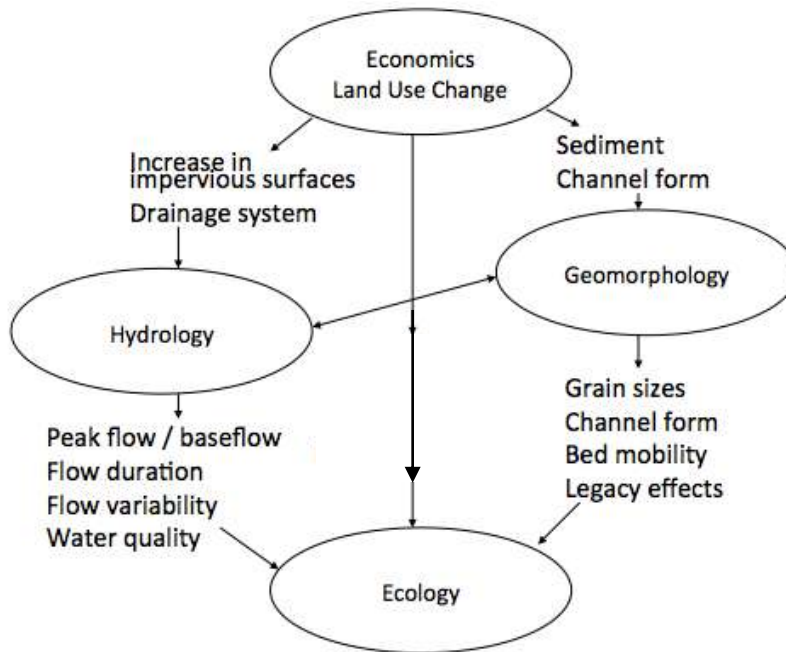 Economics
Land Use Change
Increase in
impervious surfaces
Drainage system
Sediment
Channel form
Hydrology
Geomorphology
Peak flow / baseflow
Flow duration
Flow variability
Water quality
Grain sizes
Channel form
Bed mobility
Legacy effects
Ecology